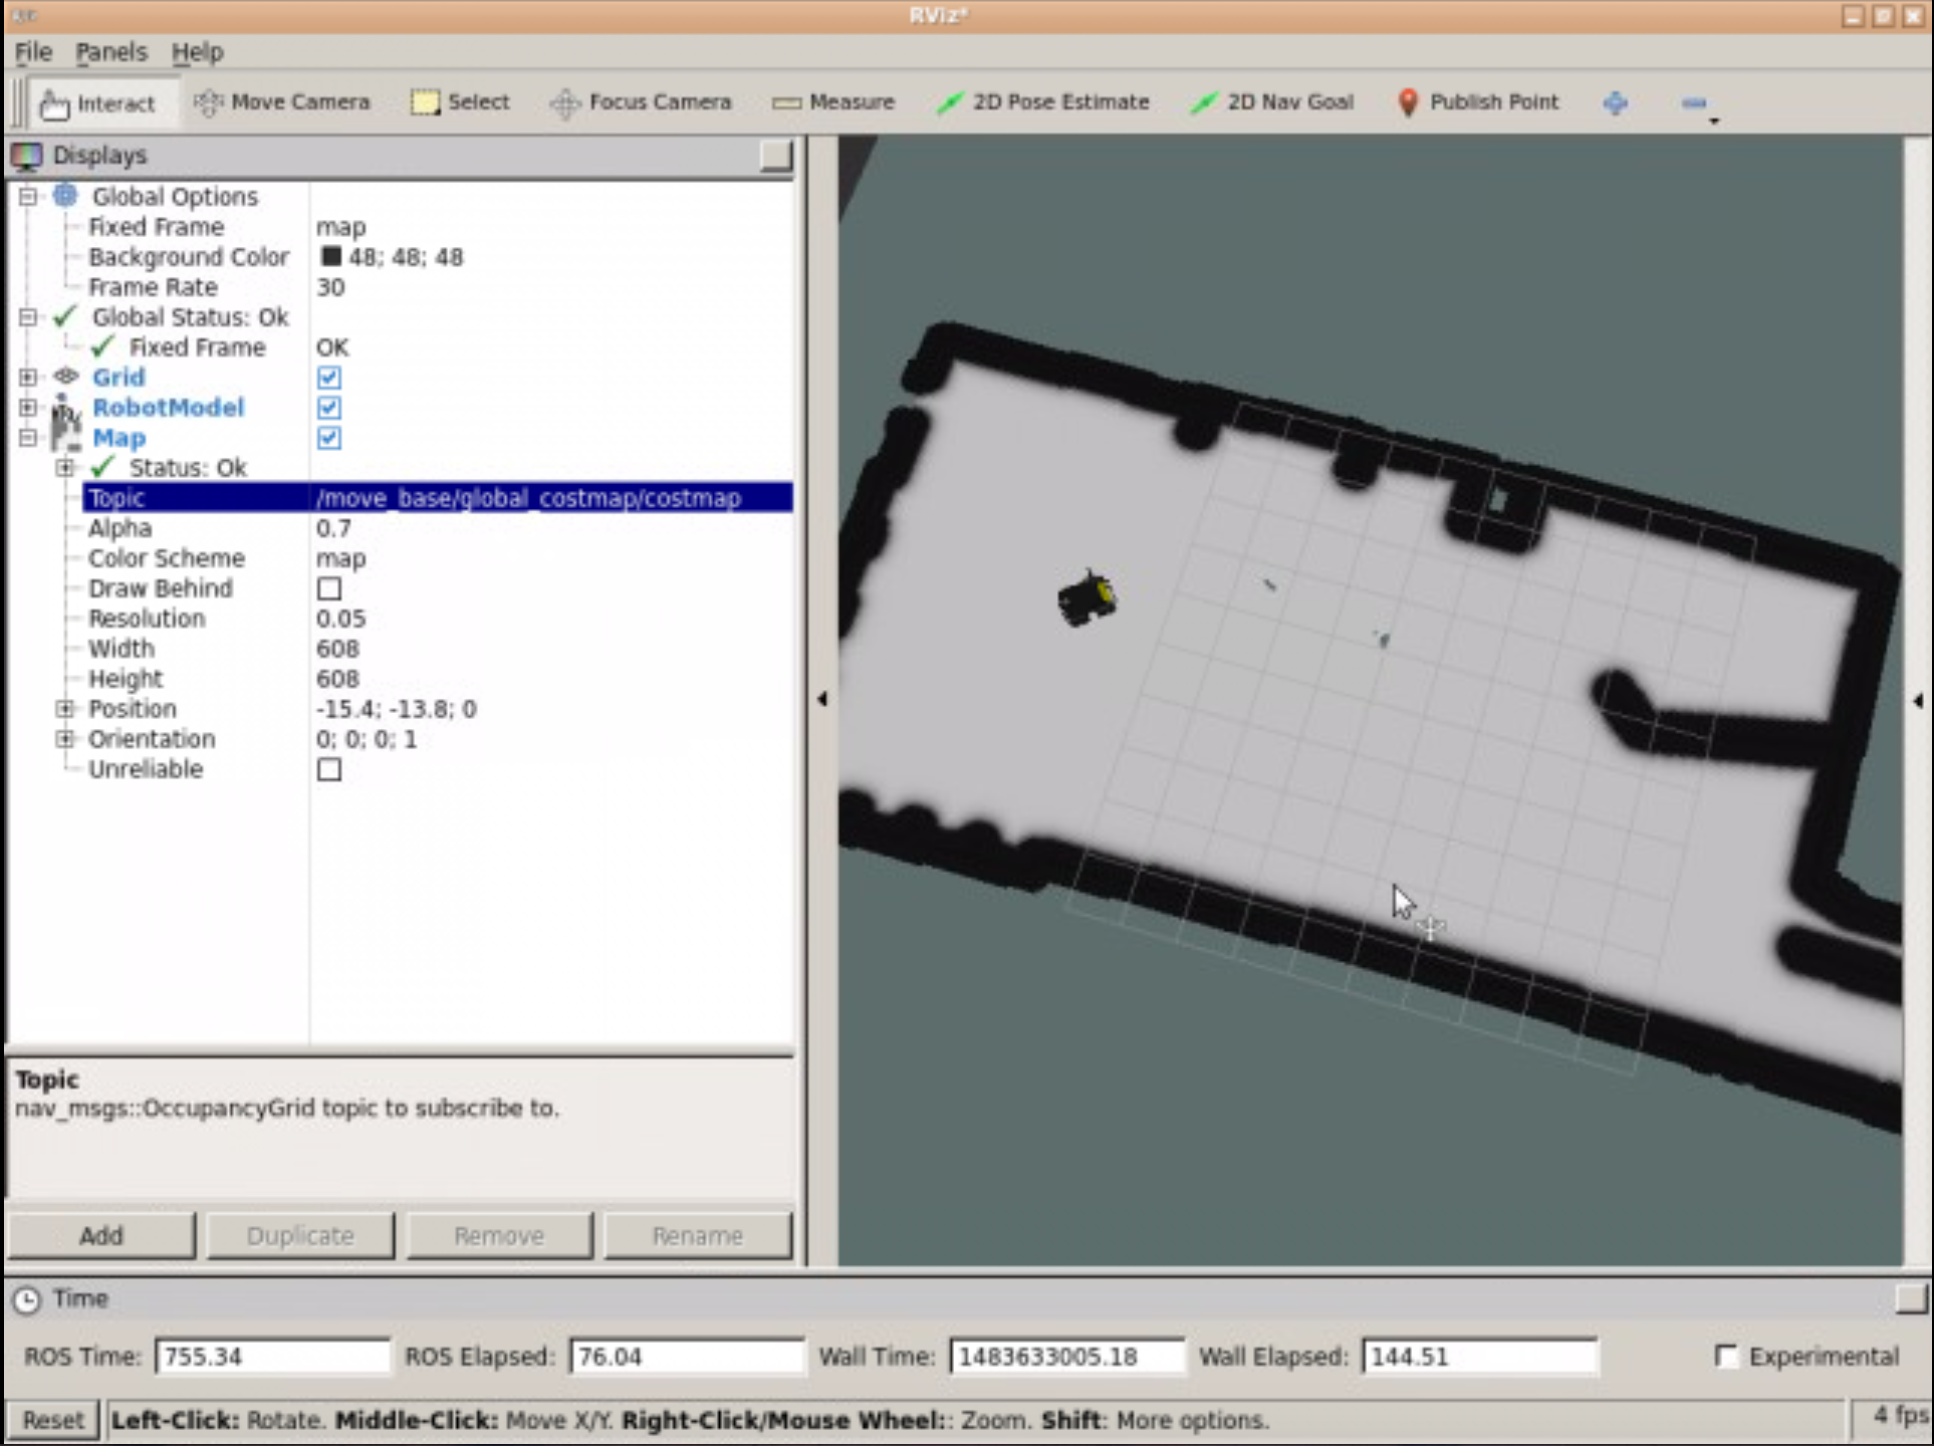 RViz*
File Panels Help
Interact Move Camera Select Focus Camera Measure 2D Pose Estimate 2D Nav Goal Publish Point
Displays
Global Options
Fixed Frame map
Background Color 48; 48; 48
Frame Rate 30
Global Status: Ok
Fixed Frame OK
Grid
RobotModel
Map
Status: Ok
Topic /move_base/global_costmap/costmap
Alpha 0.7
Color Scheme map
Draw Behind
Resolution 0.05
Width 608
Height 608
Position -15.4; -13.8; 0
Orientation 0; 0; 0; 1
Unreliable
Topic
nav_msgs::OccupancyGrid topic to subscribe to.
Add Duplicate Remove Rename
Time
ROS Time: 755.34 ROS Elapsed: 76.04 Wall Time: 1483633005.18 Wall Elapsed: 144.51 Experimental
Reset Left-Click: Rotate. Middle-Click: Move X/Y. Right-Click/Mouse Wheel:: Zoom. Shift: More options. 4 fps